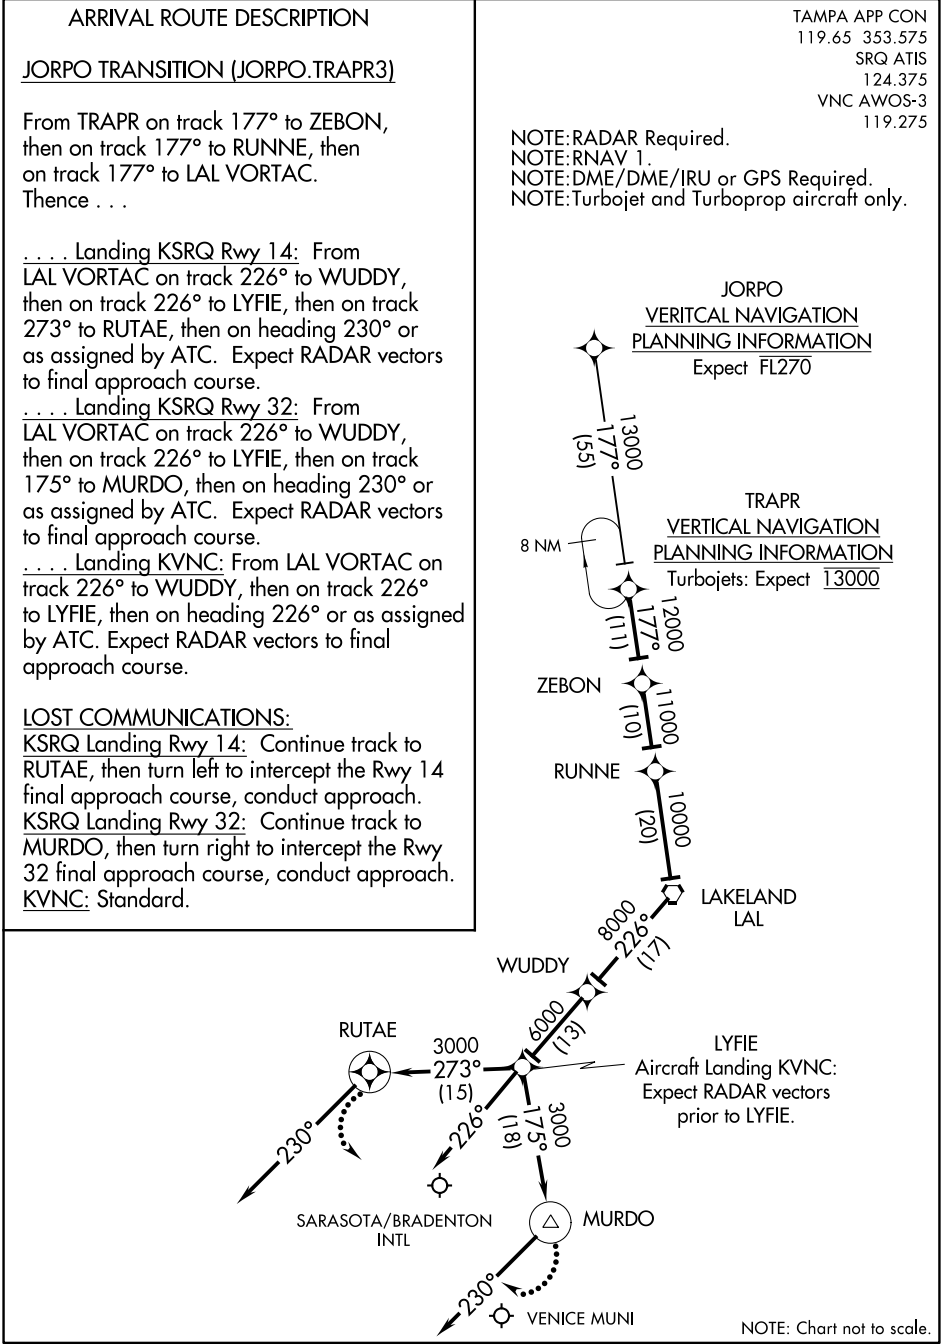 ARRIVAL ROUTE DESCRIPTION
JORPO TRANSITION (JORPO.TRAPR3)
From TRAPR on track 177° to ZEBON,
then on track 177° to RUNNE, then
on track 177° to LAL VORTAC.
Thence . . .
. . . . Landing KSRQ Rwy 14: From
LAL VORTAC on track 226° to WUDDY,
then on track 226° to LYFIE, then on track
273° to RUTAE, then on heading 230° or
as assigned by ATC. Expect RADAR vectors
to final approach course.
. . . . Landing KSRQ Rwy 32: From
LAL VORTAC on track 226° to WUDDY,
then on track 226° to LYFIE, then on track
175° to MURDO, then on heading 230° or
as assigned by ATC. Expect RADAR vectors
to final approach course.
. . . . Landing KVNC: From LAL VORTAC on
track 226° to WUDDY, then on track 226°
to LYFIE, then on heading 226° or as assigned
by ATC. Expect RADAR vectors to final
approach course.
LOST COMMUNICATIONS:
KSRQ Landing Rwy 14: Continue track to
RUTAE, then turn left to intercept the Rwy 14
final approach course, conduct approach.
KSRQ Landing Rwy 32: Continue track to
MURDO, then turn right to intercept the Rwy
32 final approach course, conduct approach.
KVNC: Standard.
TAMPA APP CON
119.65 353.575
SRQ ATIS
124.375
VNC AWOS-3
119.275
NOTE:RADAR Required.
NOTE:RNAV 1.
NOTE:DME/DME/IRU or GPS Required.
NOTE:Turbojet and Turboprop aircraft only.
JORPO
VERITCAL NAVIGATION
PLANNING INFORMATION
Expect FL270
13000
177°
(55)
TRAPR
VERTICAL NAVIGATION
PLANNING INFORMATION
Turbojets: Expect 13000
8 NM
12000
177°
(11)
ZEBON
11000
(10)
RUNNE
10000
(20)
LAKELAND
LAL
8000
226°
(17)
WUDDY
6000
(13)
LYFIE
Aircraft Landing KVNC:
Expect RADAR vectors
prior to LYFIE.
RUTAE
3000
273°
(15)
230°
226°
3000
175°
(18)
SARASOTA/BRADENTON
INTL
MURDO
230°
VENICE MUNI
NOTE: Chart not to scale.